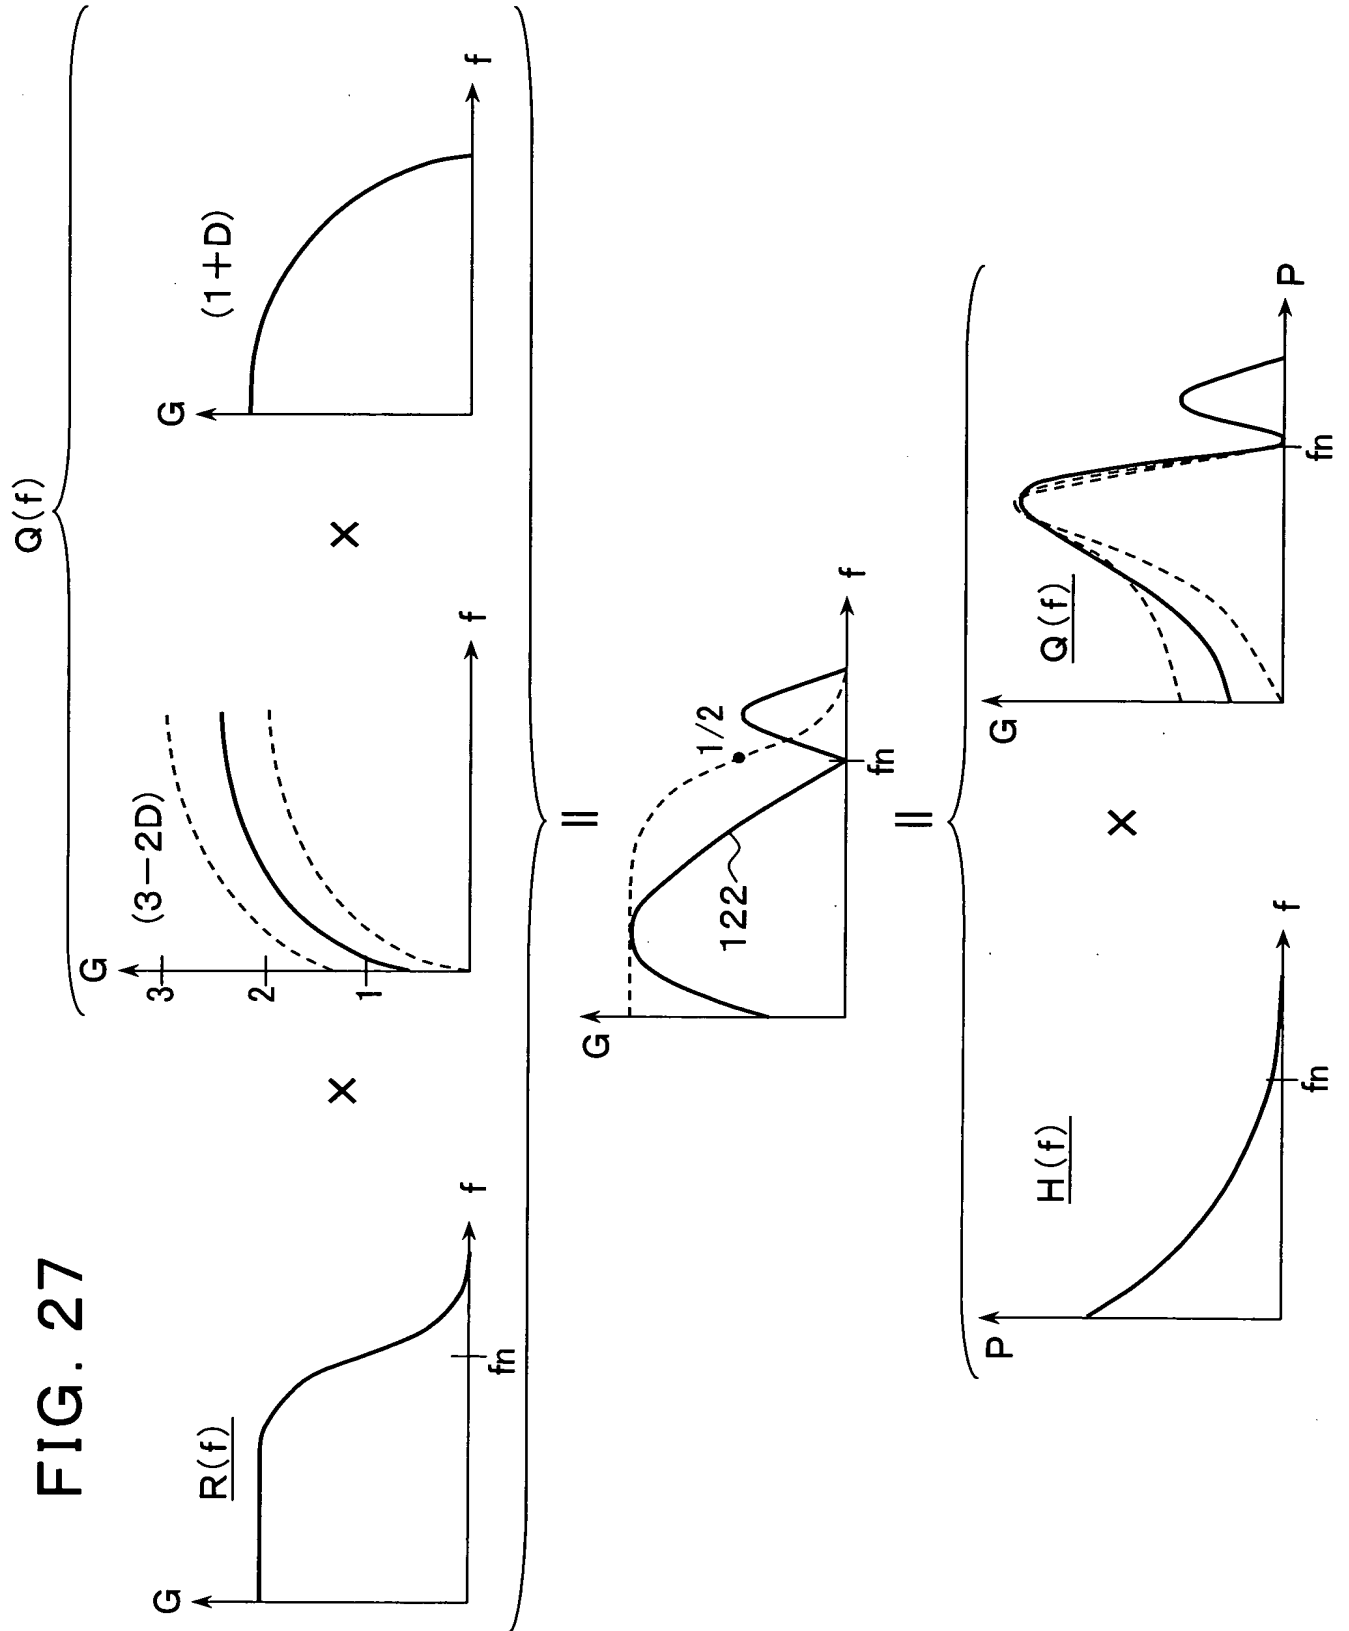 FIG. 27
Q(f)
R(f)
G
fn
f
×
(3−2D)
G
3
2
1
f
×
(1+D)
G
f
=
G
122
1/2
fn
f
=
H(f)
P
fn
f
×
Q(f)
G
fn
P